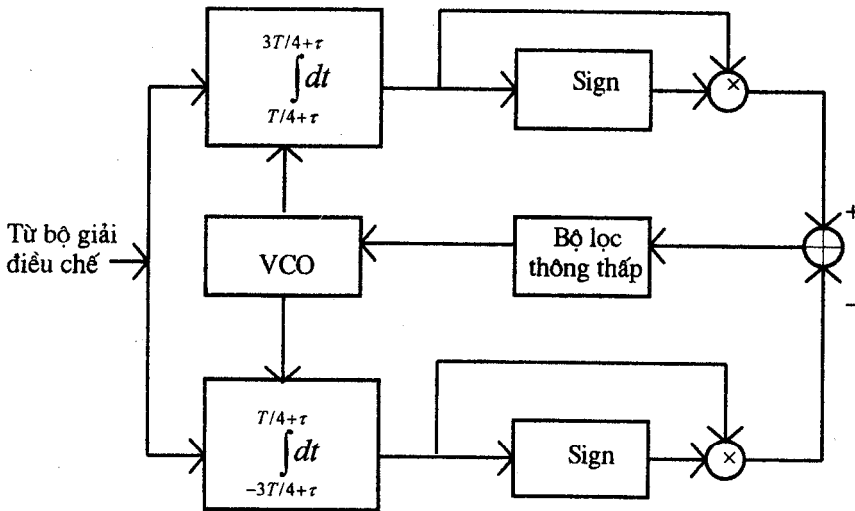 3T/4+τ
∫dt
T/4+τ
Sign
×
Từ bộ giải
điều chế
VCO
Bộ lọc
thông thấp
+
−
T/4+τ
∫dt
−3T/4+τ
Sign
×